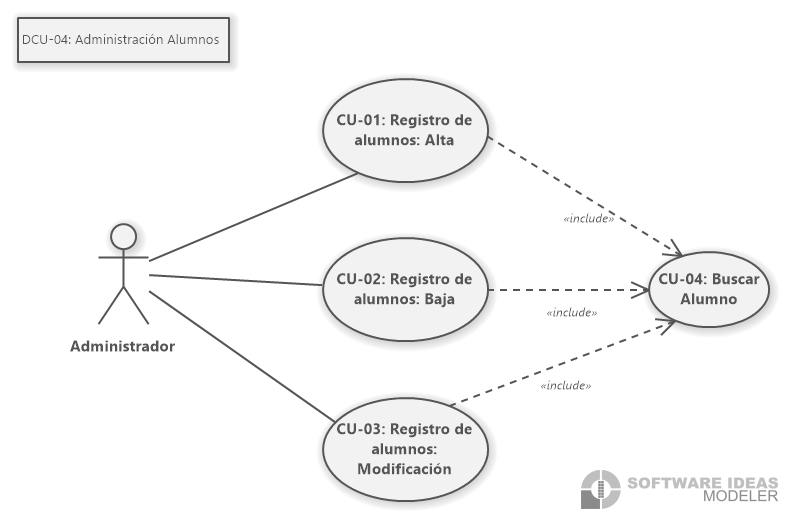 DCU-04: Administración Alumnos
CU-01: Registro de
alumnos: Alta
«include»
CU-02: Registro de
alumnos: Baja
CU-04: Buscar
Alumno
«include»
Administrador
«include»
CU-03: Registro de
alumnos:
Modificación
SOFTWARE IDEAS
MODELER